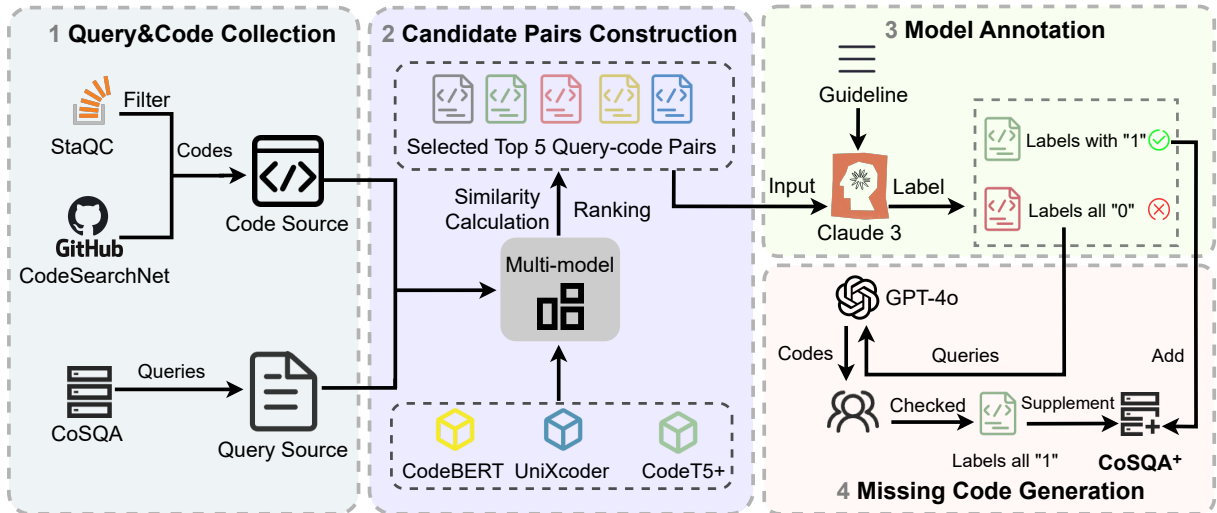 1 Query&Code Collection
Filter
StaQC
Codes
Code Source
GitHub
CodeSearchNet
Queries
CoSQA
Query Source
2 Candidate Pairs Construction
</>
</>
</>
</>
</>
Selected Top 5 Query-code Pairs
Similarity
Calculation
Ranking
Multi-model
CodeBERT
UniXcoder
CodeT5+
3 Model Annotation
Guideline
Input
Label
Claude 3
Labels with "1"
Labels all "0"
GPT-4o
Codes
Queries
Add
Checked
Supplement
Labels all "1"
CoSQA+
4 Missing Code Generation